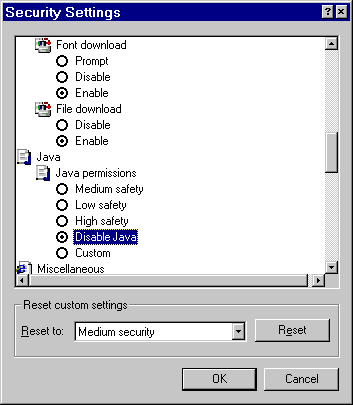 Security Settings
Font download
Prompt
Disable
Enable
File download
Disable
Enable
Java
Java permissions
Medium safety
Low safety
High safety
Disable Java
Custom
Miscellaneous
Reset custom settings
Reset to: Medium security Reset
OK Cancel